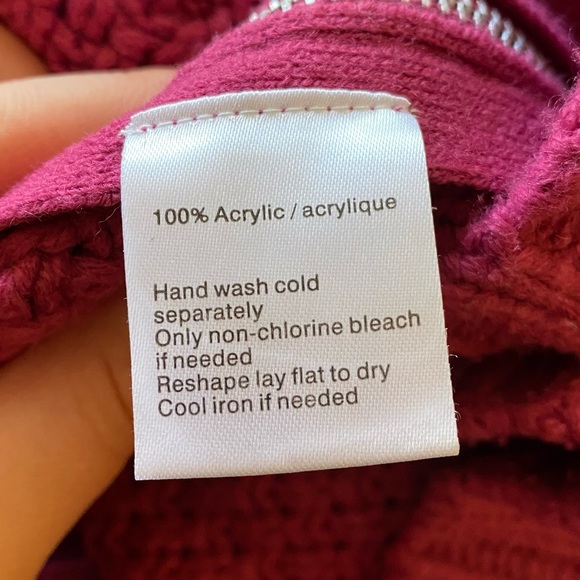 100% Acrylic / acrylique
Hand wash cold
separately
Only non-chlorine bleach
if needed
Reshape lay flat to dry
Cool iron if needed